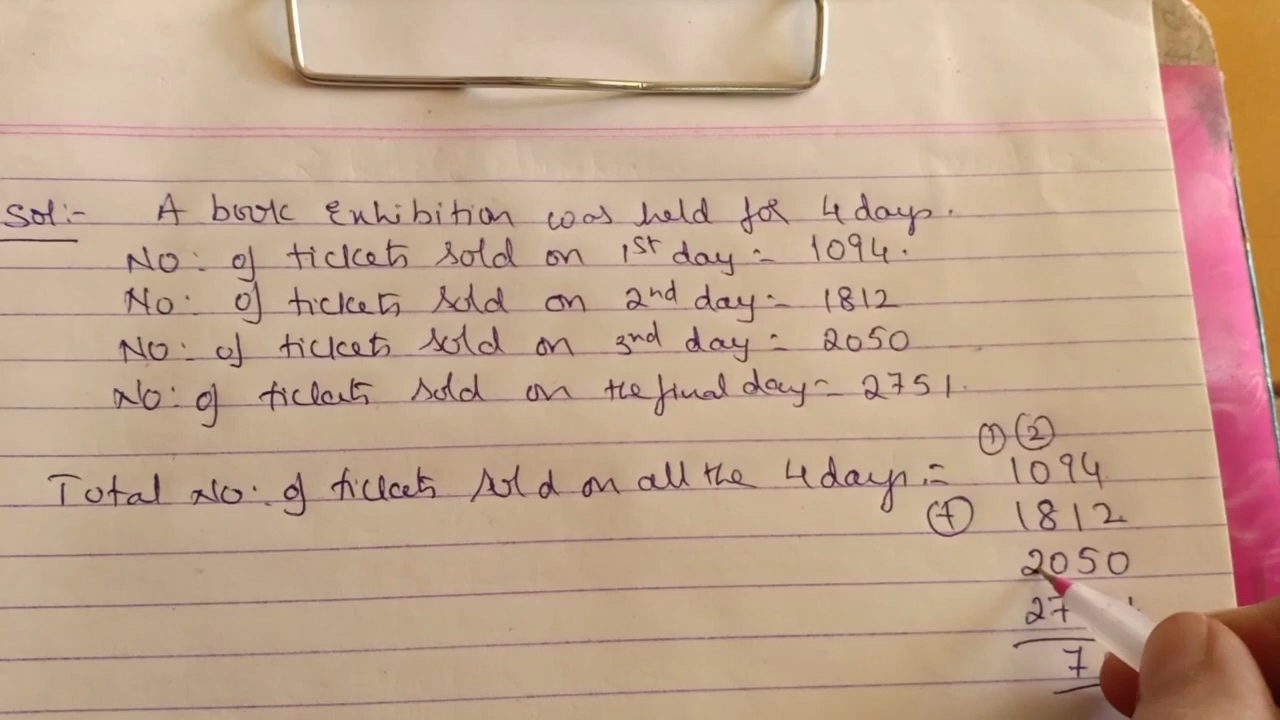 Sol:- A book Exhibition was held for 4 days.
No: of tickets sold on 1st day = 1094.
No: of tickets sold on 2nd day = 1812
No: of tickets sold on 3rd day = 2050
No: of tickets sold on the final day = 2751.
① ②
Total No: of tickets sold on all the 4 days = 1094
(+) 1812
2050
27
7